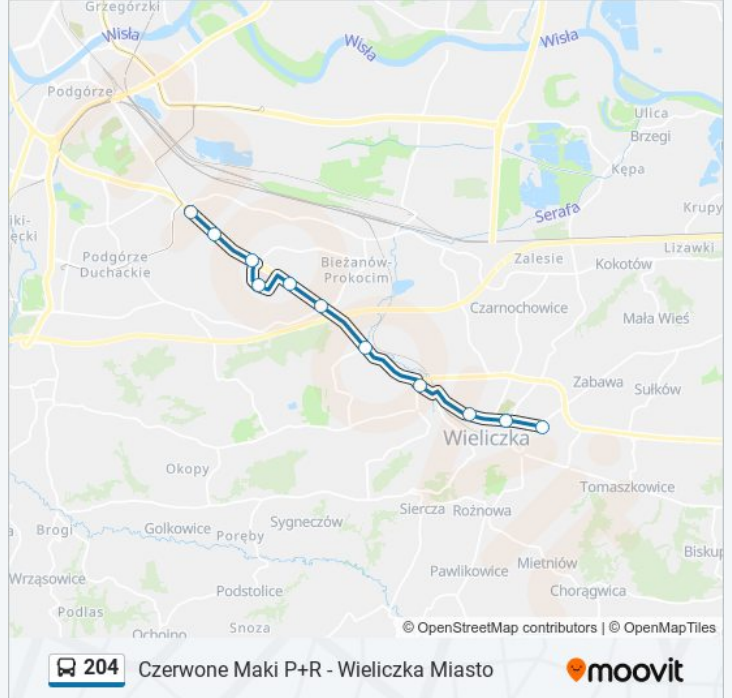 Grzegórzki
Wisła
Wisła
Wisła
Podgórze
Ulica
Brzegi
Kępa
Serafa
Krupy
iki-
ęcki
Podgórze
Duchackie
Bieżanów-
Prokocim
Zalesie
Lizawki
Kokotów
Czarnochowice
Mała Wieś
Zabawa
Sułków
Wieliczka
Okopy
Tomaszkowice
Siercza
Rożnowa
Sygneczów
Brogi
Golkowice
Poręby
Biskup
Mietniów
Pawlikowice
Wrząsowice
Podstolice
Chorągwica
Podlas
Snoza
Ochojno
© OpenStreetMap contributors | © OpenMapTiles
204 Czerwone Maki P+R - Wieliczka Miasto
moovit